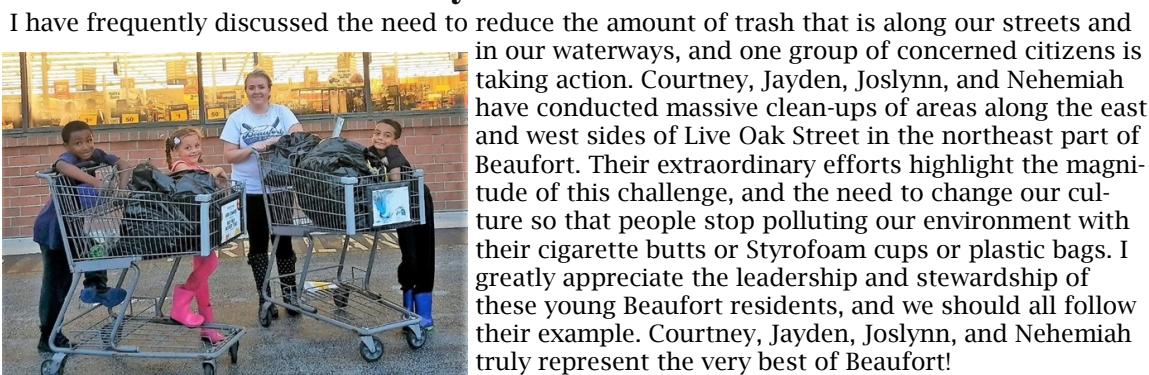 I have frequently discussed the need to reduce the amount of trash that is along our streets and
in our waterways, and one group of concerned citizens is
taking action. Courtney, Jayden, Joslynn, and Nehemiah
have conducted massive clean-ups of areas along the east
and west sides of Live Oak Street in the northeast part of
Beaufort. Their extraordinary efforts highlight the magni-
tude of this challenge, and the need to change our cul-
ture so that people stop polluting our environment with
their cigarette butts or Styrofoam cups or plastic bags. I
greatly appreciate the leadership and stewardship of
these young Beaufort residents, and we should all follow
their example. Courtney, Jayden, Joslynn, and Nehemiah
truly represent the very best of Beaufort!
Beaufort